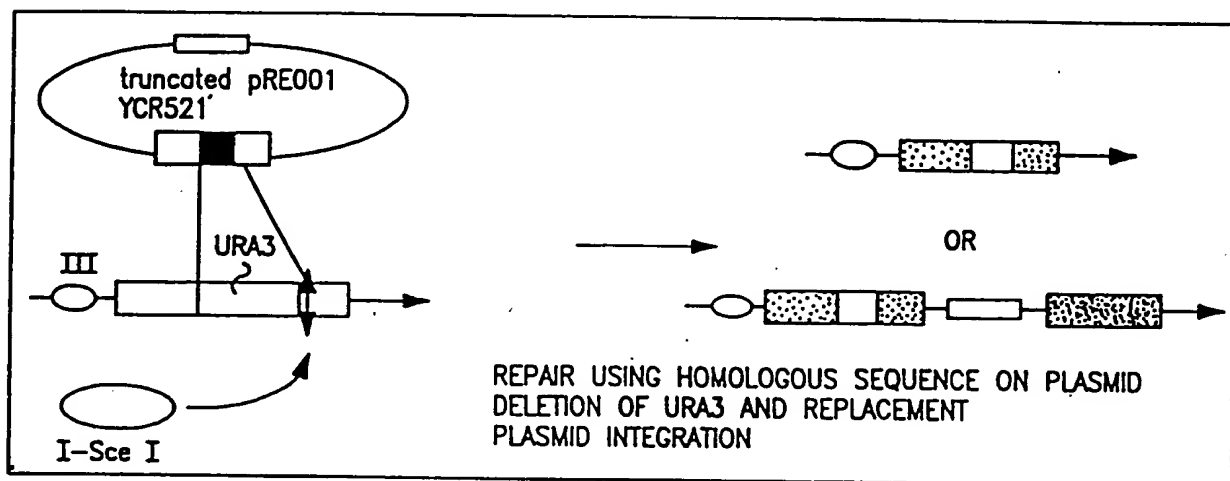 truncated pRE001
YCR521'
URA3
III
I-Sce I
OR
REPAIR USING HOMOLOGOUS SEQUENCE ON PLASMID
DELETION OF URA3 AND REPLACEMENT
PLASMID INTEGRATION